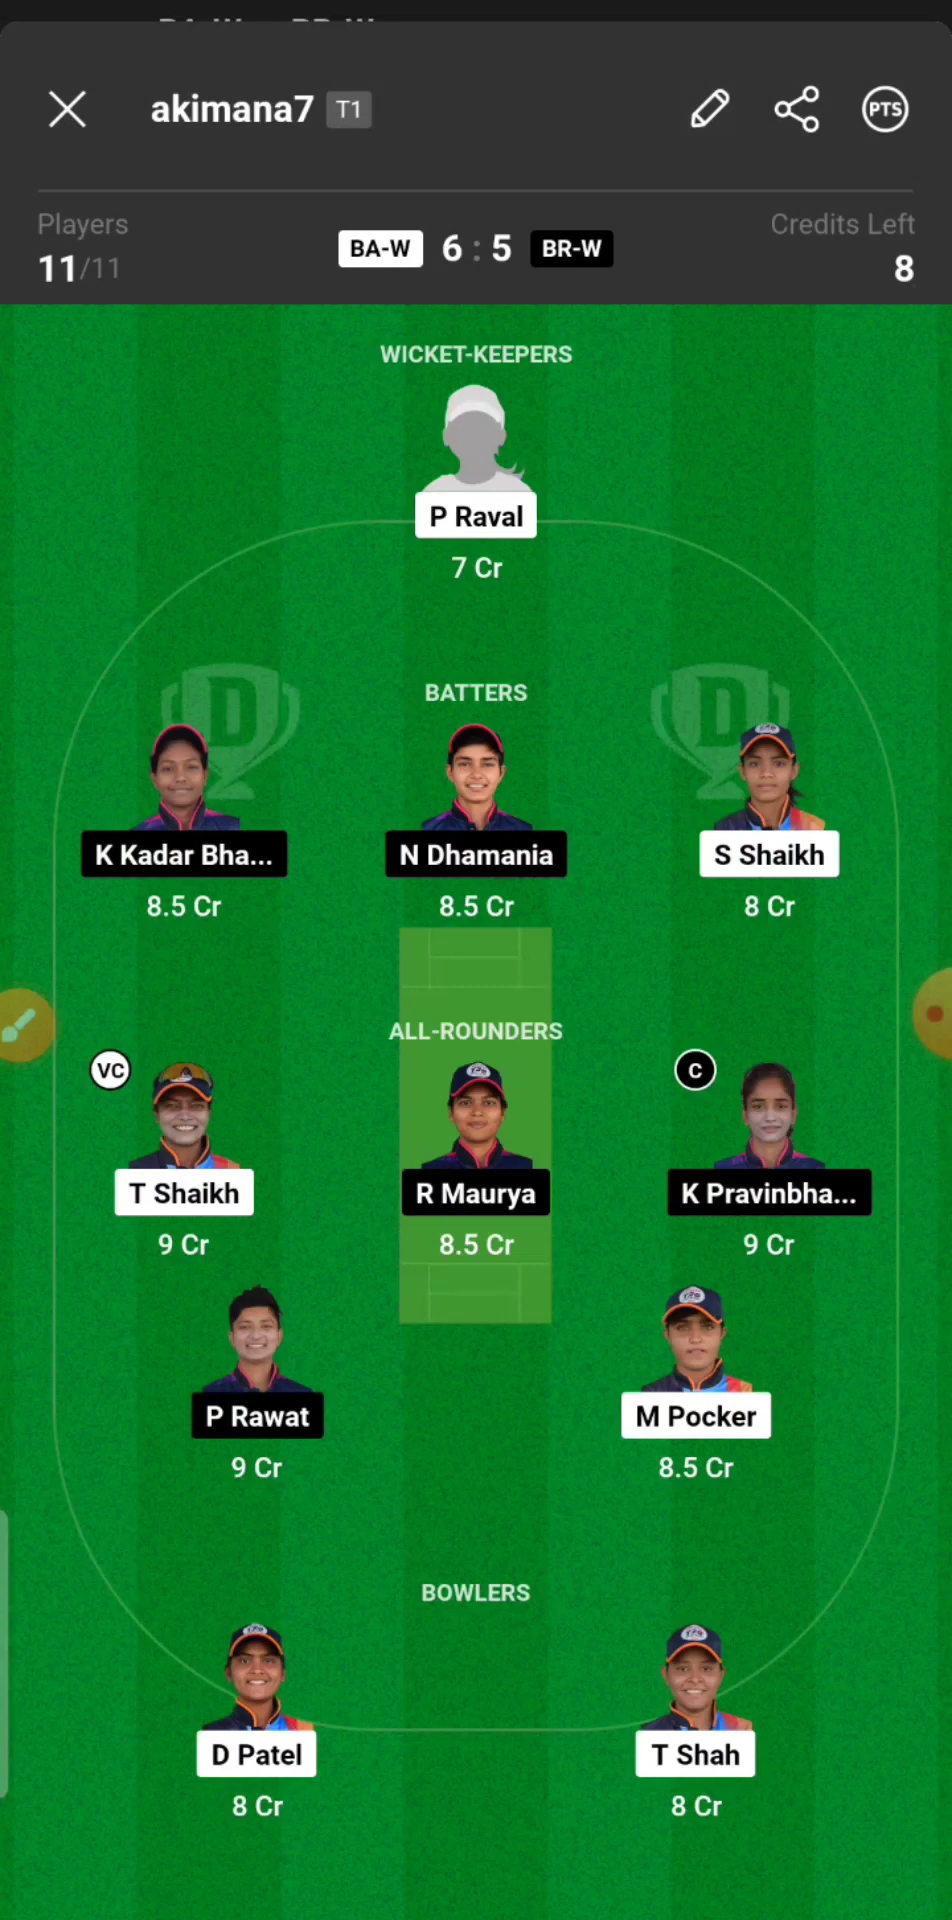 akimana7 T1 PTS
Players
11/11
BA-W 6 : 5 BR-W
Credits Left
8
WICKET-KEEPERS
P Raval
7 Cr
BATTERS
K Kadar Bha... N Dhamania S Shaikh
8.5 Cr 8.5 Cr 8 Cr
ALL-ROUNDERS
VC C
T Shaikh R Maurya K Pravinbha...
9 Cr 8.5 Cr 9 Cr
P Rawat M Pocker
9 Cr 8.5 Cr
BOWLERS
D Patel T Shah
8 Cr 8 Cr